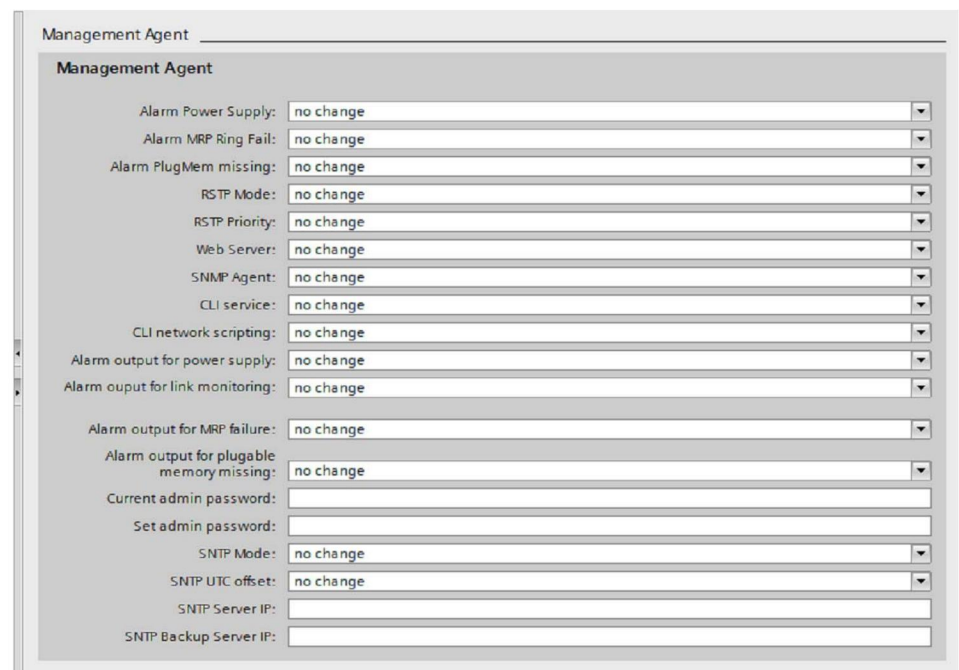 Management Agent
Management Agent
Alarm Power Supply: no change
Alarm MRP Ring Fail: no change
Alarm PlugMem missing: no change
RSTP Mode: no change
RSTP Priority: no change
Web Server: no change
SNMP Agent: no change
CLI service: no change
CLI network scripting: no change
Alarm output for power supply: no change
Alarm ouput for link monitoring: no change
Alarm output for MRP failure: no change
Alarm output for plugable
memory missing: no change
Current admin password:
Set admin password:
SNTP Mode: no change
SNTP UTC offset: no change
SNTP Server IP:
SNTP Backup Server IP: